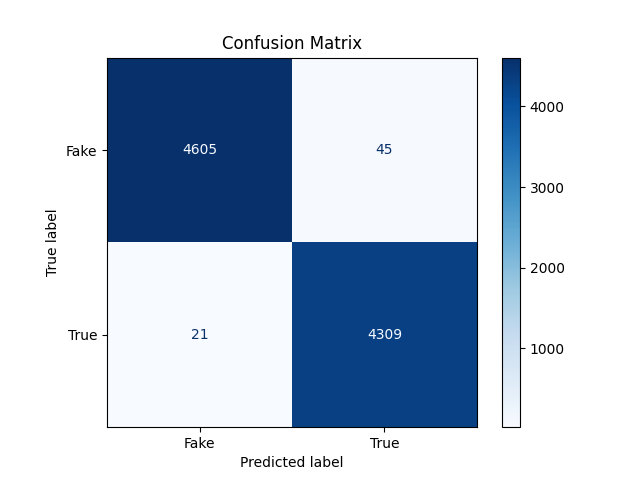 Confusion Matrix
Fake
4605
45
True
21
4309
Fake
True
Predicted label
True label
4000
3000
2000
1000